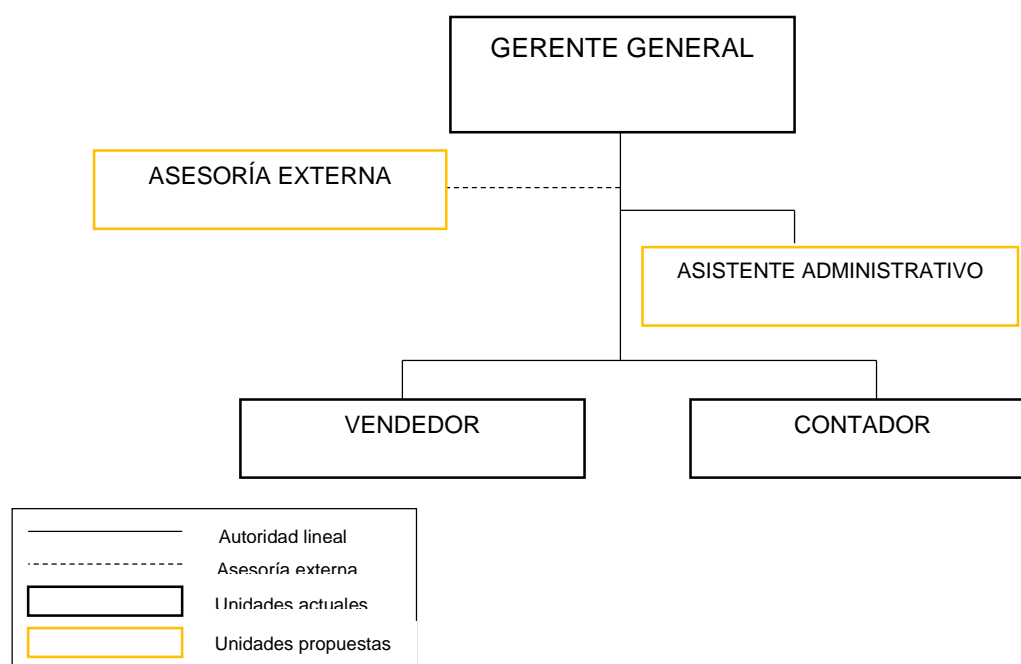 GERENTE GENERAL
ASESORÍA EXTERNA
ASISTENTE ADMINISTRATIVO
VENDEDOR
CONTADOR
Autoridad lineal
Asesoría externa
Unidades actuales
Unidades propuestas